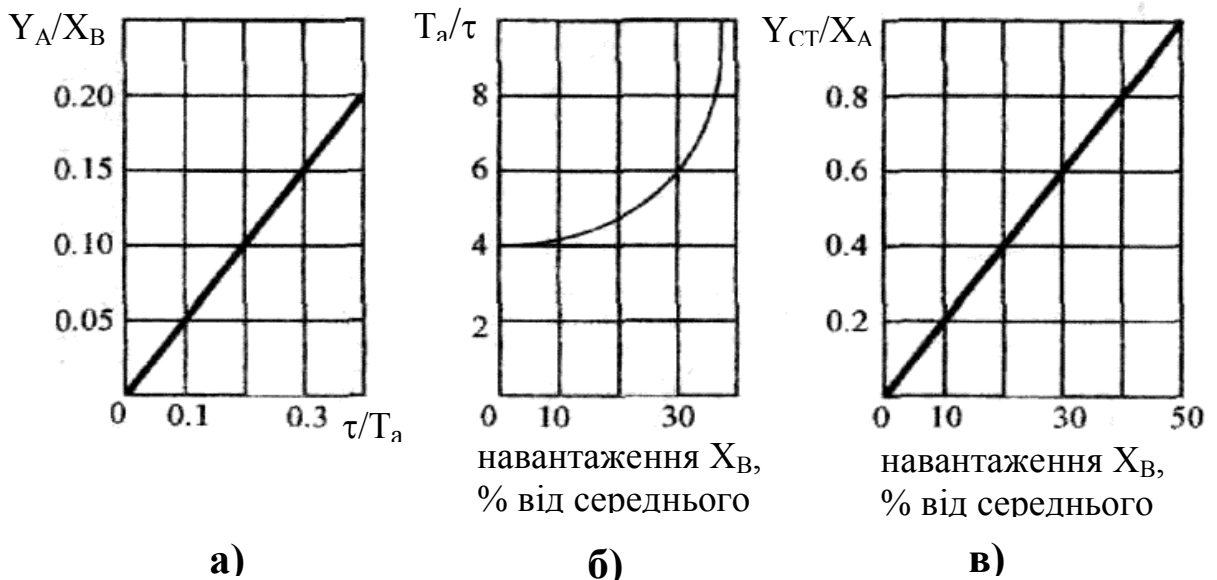 Y_A/X_B
0.20
0.15
0.10
0.05
0 0.1 0.3 τ/T_a
а)
T_a/τ
8
6
4
2
0 10 30
навантаження X_B,
% від середнього
б)
Y_CT/X_A
0.8
0.6
0.4
0.2
0 10 30 50
навантаження X_B,
% від середнього
в)